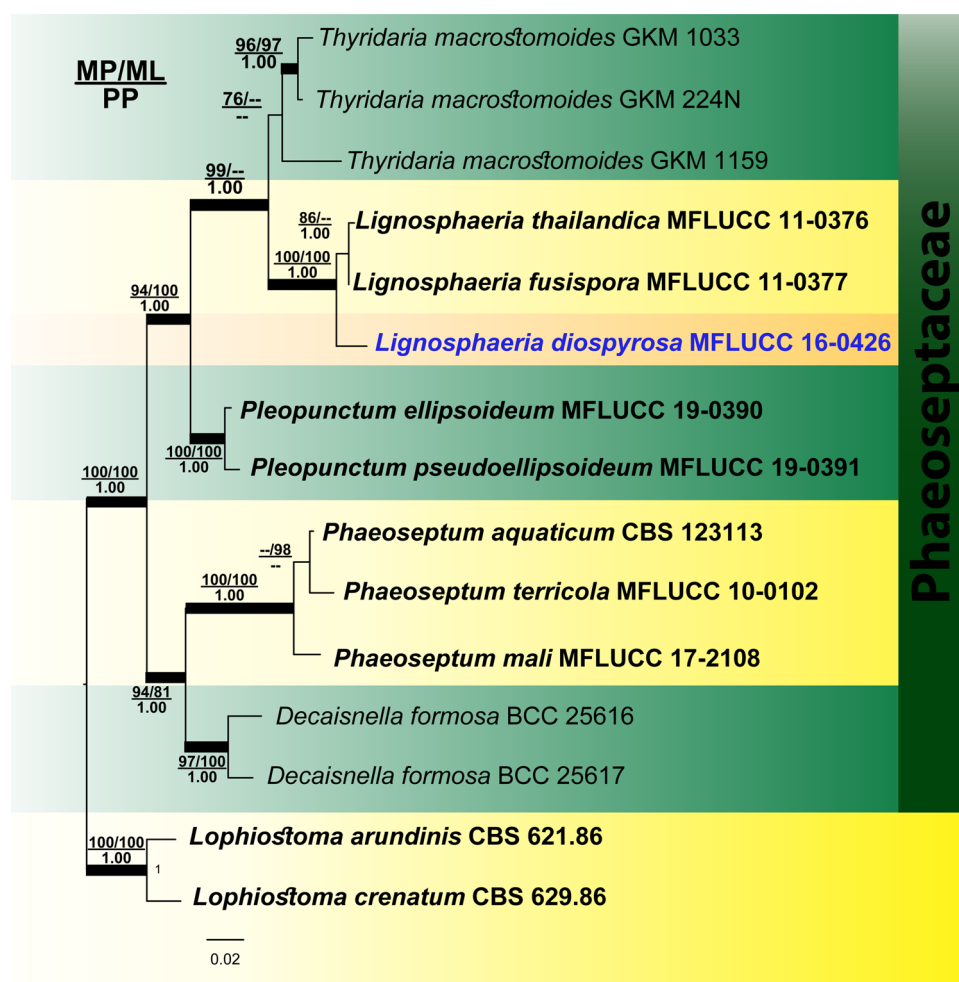 MP/ML
PP
96/97
1.00
Thyridaria macrostomoides GKM 1033
76/--
--
Thyridaria macrostomoides GKM 224N
Thyridaria macrostomoides GKM 1159
99/--
1.00
86/--
1.00
Lignosphaeria thailandica MFLUCC 11-0376
100/100
1.00
Lignosphaeria fusispora MFLUCC 11-0377
94/100
1.00
Lignosphaeria diospyrosa MFLUCC 16-0426
Pleopunctum ellipsoideum MFLUCC 19-0390
100/100
1.00
Pleopunctum pseudoellipsoideum MFLUCC 19-0391
100/100
1.00
Phaeoseptum aquaticum CBS 123113
--/98
--
100/100
1.00
Phaeoseptum terricola MFLUCC 10-0102
Phaeoseptum mali MFLUCC 17-2108
94/81
1.00
Decaisnella formosa BCC 25616
97/100
1.00
Decaisnella formosa BCC 25617
Phaeoseptaceae
Lophiostoma arundinis CBS 621.86
100/100
1.00
1
Lophiostoma crenatum CBS 629.86
0.02